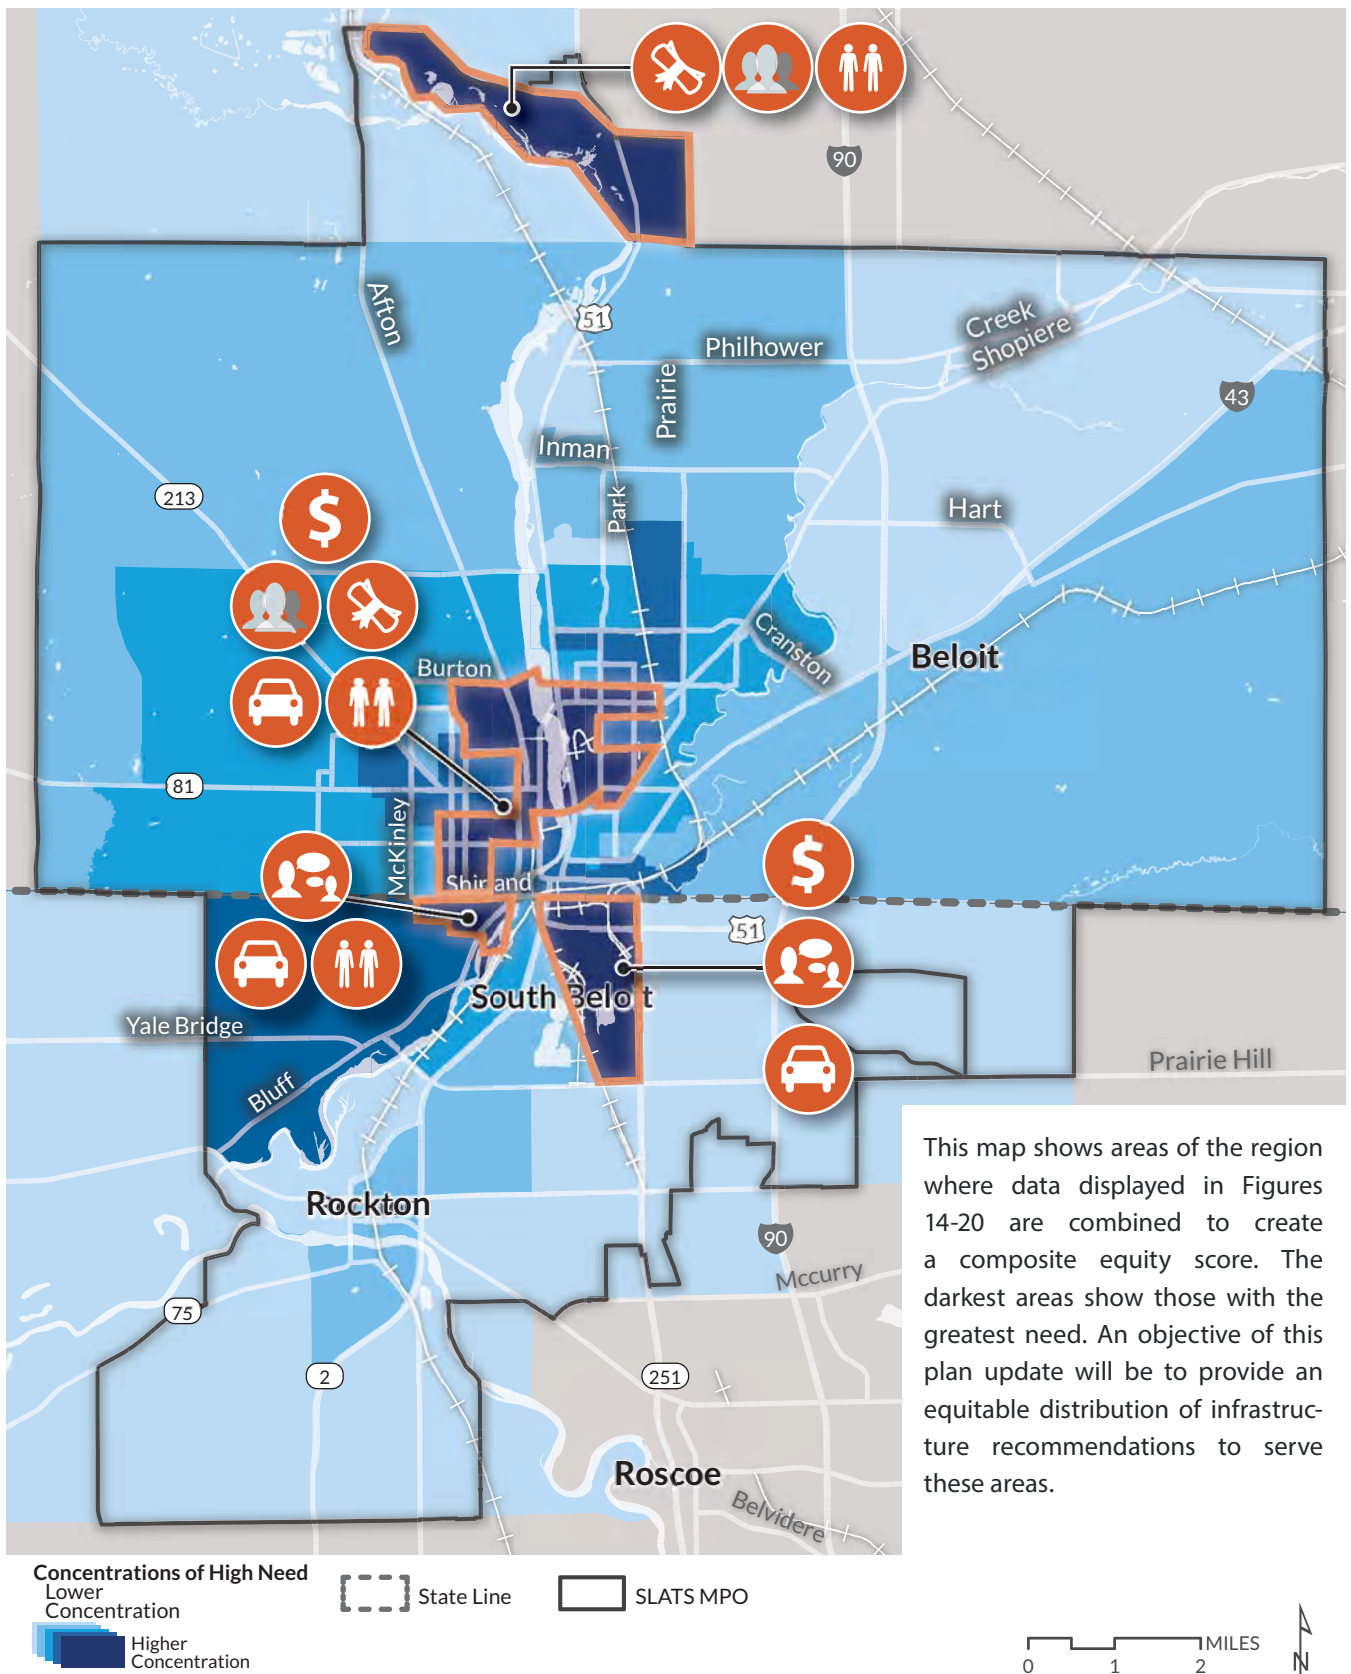 90
Afton
51
Creek
Shopiere
Philhower
Prairie
43
Inman
213
$
Park
Hart
Cranston
Beloit
Burton
81
McKinley
$
Shirland
51
South Beloit
Yale Bridge
Prairie Hill
Bluff
This map shows areas of the region
where data displayed in Figures
14-20 are combined to create
a composite equity score. The
darkest areas show those with the
greatest need. An objective of this
plan update will be to provide an
equitable distribution of infrastruc-
ture recommendations to serve
these areas.
Rockton
90
Mccurry
75
2
251
Roscoe
Belvidere
Concentrations of High Need
Lower
Concentration
Higher
Concentration
State Line
SLATS MPO
MILES
0 1 2
N